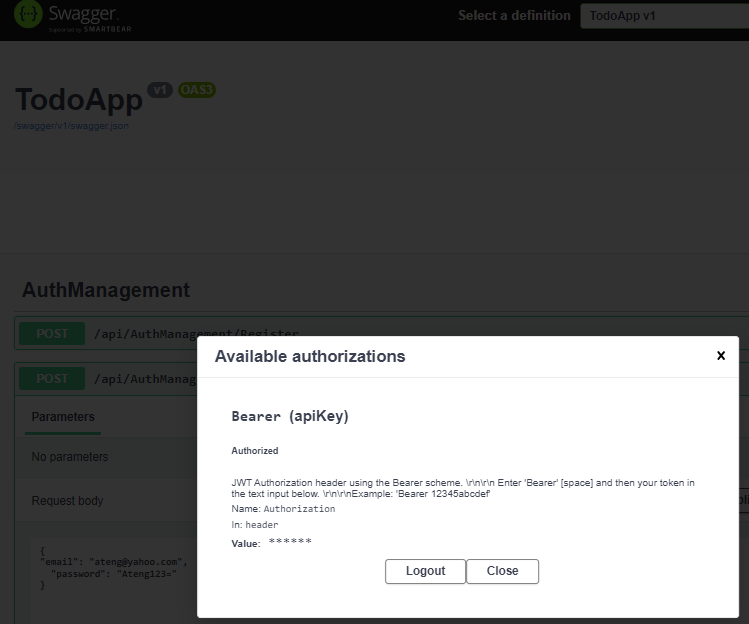 Swagger.
Supported by SMARTBEAR
Select a definition
TodoApp v1
TodoApp v1 OAS3
/swagger/v1/swagger.json
AuthManagement
POST /api/AuthManagement/Register
POST /api/AuthManag
Parameters
No parameters
Request body
{
"email": "ateng@yahoo.com",
"password": "Ateng123="
}
Available authorizations
x
Bearer (apiKey)
Authorized
JWT Authorization header using the Bearer scheme. \r\n\r\n Enter 'Bearer' [space] and then your token in
the text input below. \r\n\r\nExample: 'Bearer 12345abcdef'
Name: Authorization
In: header
Value: ******
Logout Close